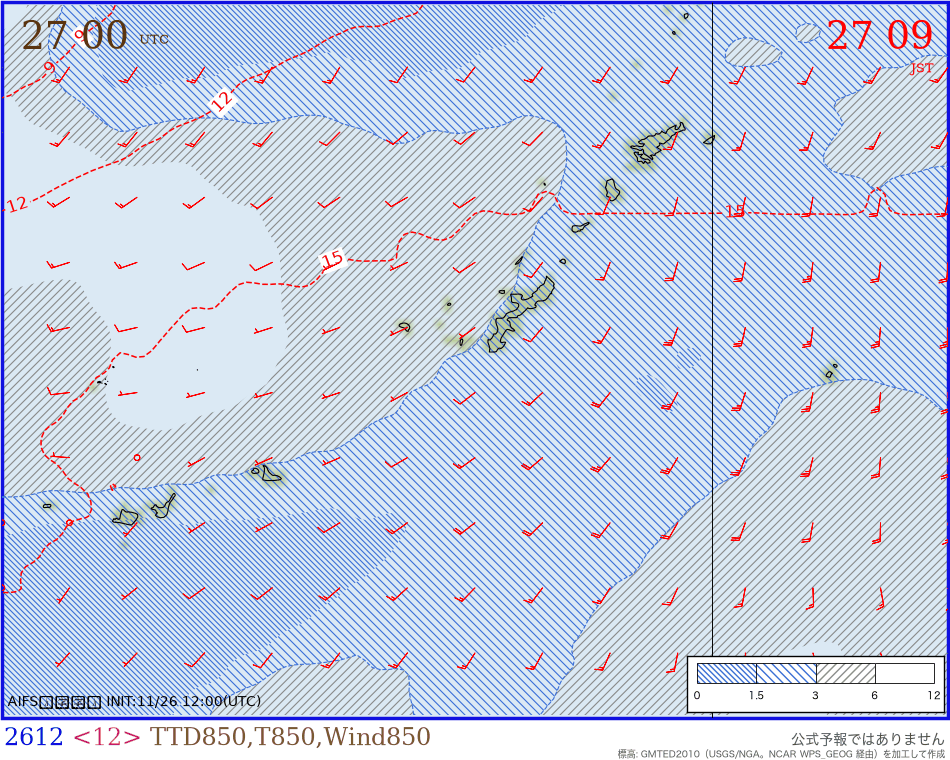 27 00 UTC
27 09
JST
9
9
12
12
15
15
AIFS□□□□ INIT:11/26 12:00(UTC)
0 1.5 3 6 12
2612 <12> TTD850,T850,Wind850
公式予報ではありません
標高: GMTED2010（USGS/NGA。NCAR WPS_GEOG 経由）を加工して作成